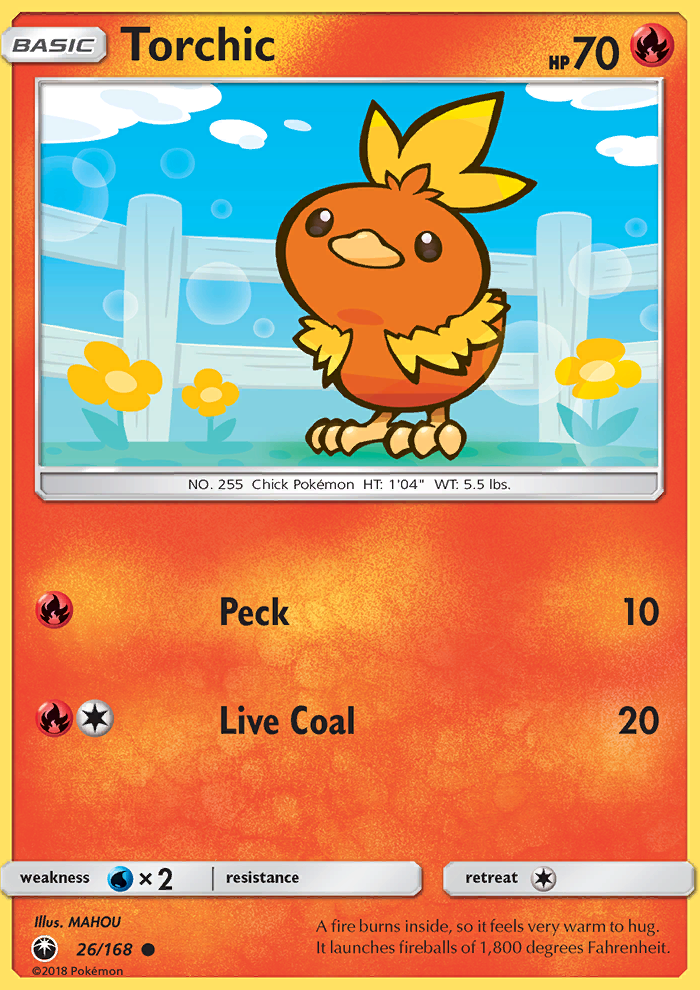 BASIC Torchic HP70
NO. 255 Chick Pokémon HT: 1'04" WT: 5.5 lbs.
Peck 10
Live Coal 20
weakness × 2 resistance retreat
Illus. MAHOU
26/168
©2018 Pokémon
A fire burns inside, so it feels very warm to hug.
It launches fireballs of 1,800 degrees Fahrenheit.